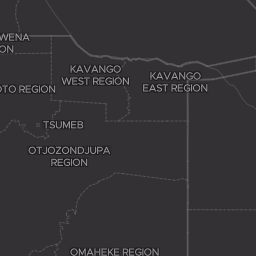 WENA
ON
KAVANGO
WEST REGION
KAVANGO
EAST REGION
OTO REGION
TSUMEB
OTJOZONDJUPA
REGION
OMAHEKE REGION